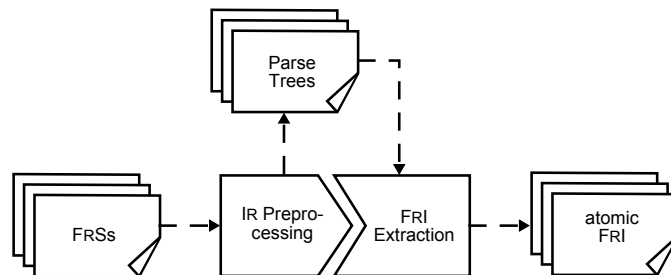 Parse
Trees
FRSs
IR Prepro-
cessing
FRI
Extraction
atomic
FRI